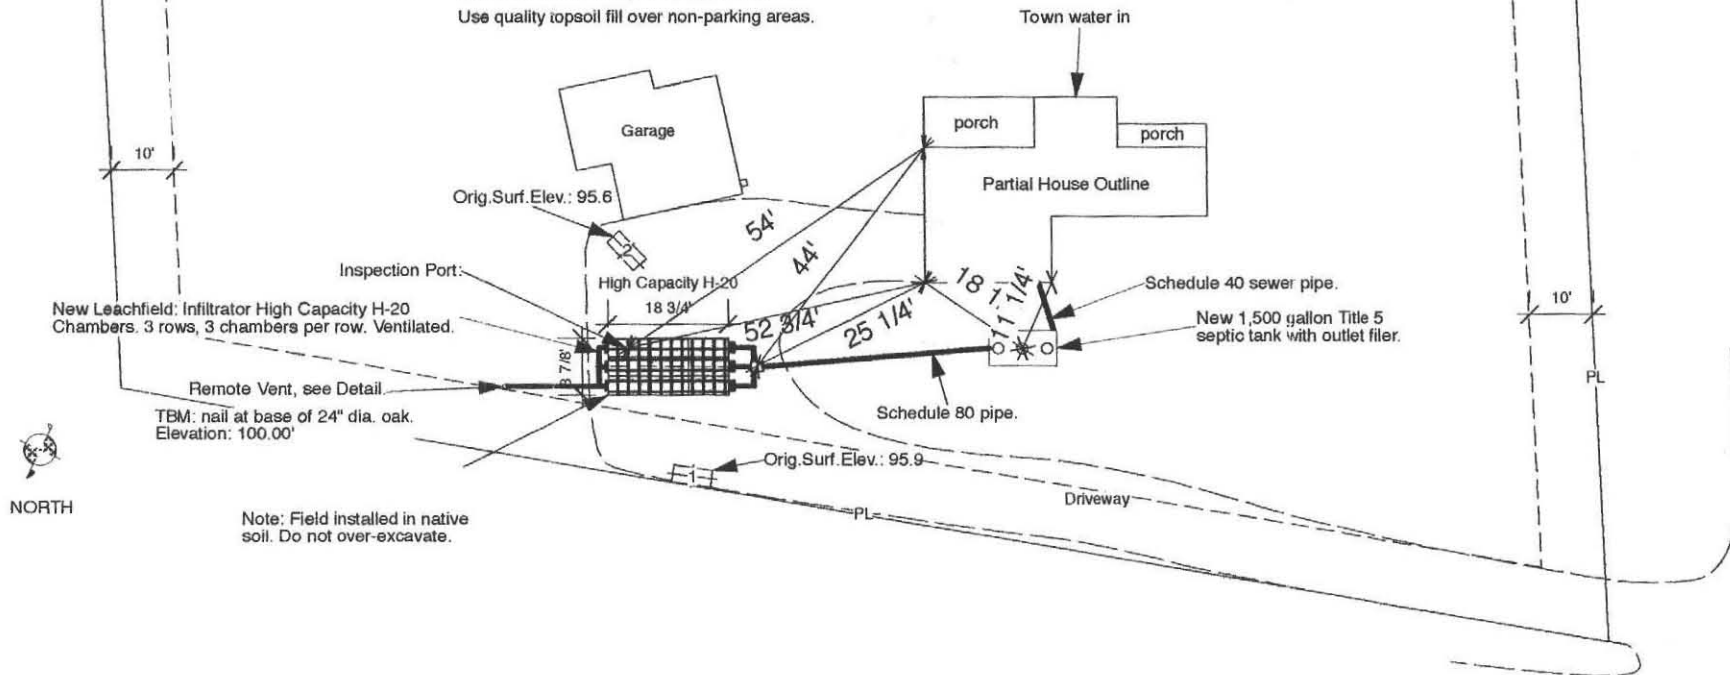 Use quality topsoil fill over non-parking areas.
Town water in
Garage
porch
porch
10'
Partial House Outline
Orig.Surf.Elev.: 95.6
54'
2
44'
Inspection Port:
High Capacity H-20
18 1
11 1/4'
Schedule 40 sewer pipe.
18 3/4'
10'
New Leachfield: Infiltrator High Capacity H-20
Chambers. 3 rows, 3 chambers per row. Ventilated.
52 3/4'
25 1/4'
New 1,500 gallon Title 5
septic tank with outlet filer.
8 7/8'
Remote Vent, see Detail
PL
TBM: nail at base of 24" dia. oak.
Elevation: 100.00'
Schedule 80 pipe.
Orig.Surf.Elev.: 95.9
1
Driveway
NORTH
PL
Note: Field installed in native
soil. Do not over-excavate.